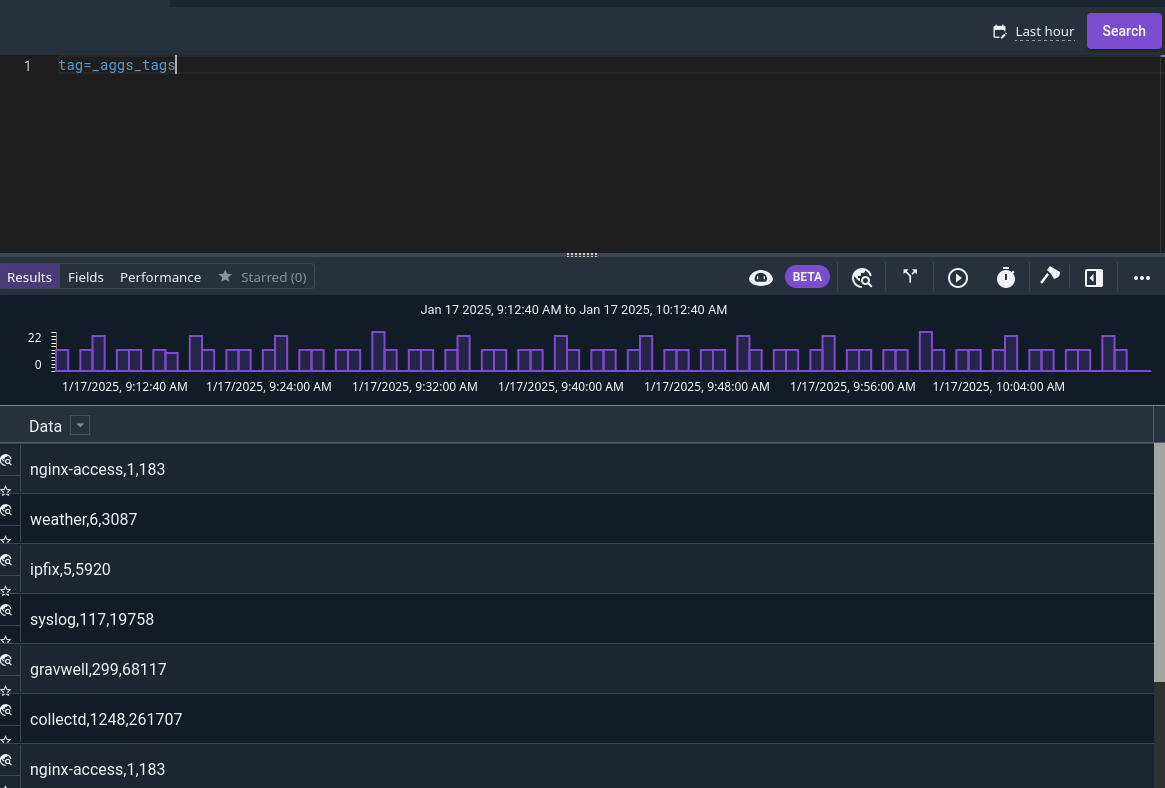 Last hour
Search
1 tag=_aggs_tags
Results Fields Performance Starred (0) BETA
Jan 17 2025, 9:12:40 AM to Jan 17 2025, 10:12:40 AM
22
0
1/17/2025, 9:12:40 AM 1/17/2025, 9:24:00 AM 1/17/2025, 9:32:00 AM 1/17/2025, 9:40:00 AM 1/17/2025, 9:48:00 AM 1/17/2025, 9:56:00 AM 1/17/2025, 10:04:00 AM
Data
nginx-access,1,183
weather,6,3087
ipfix,5,5920
syslog,117,19758
gravwell,299,68117
collectd,1248,261707
nginx-access,1,183